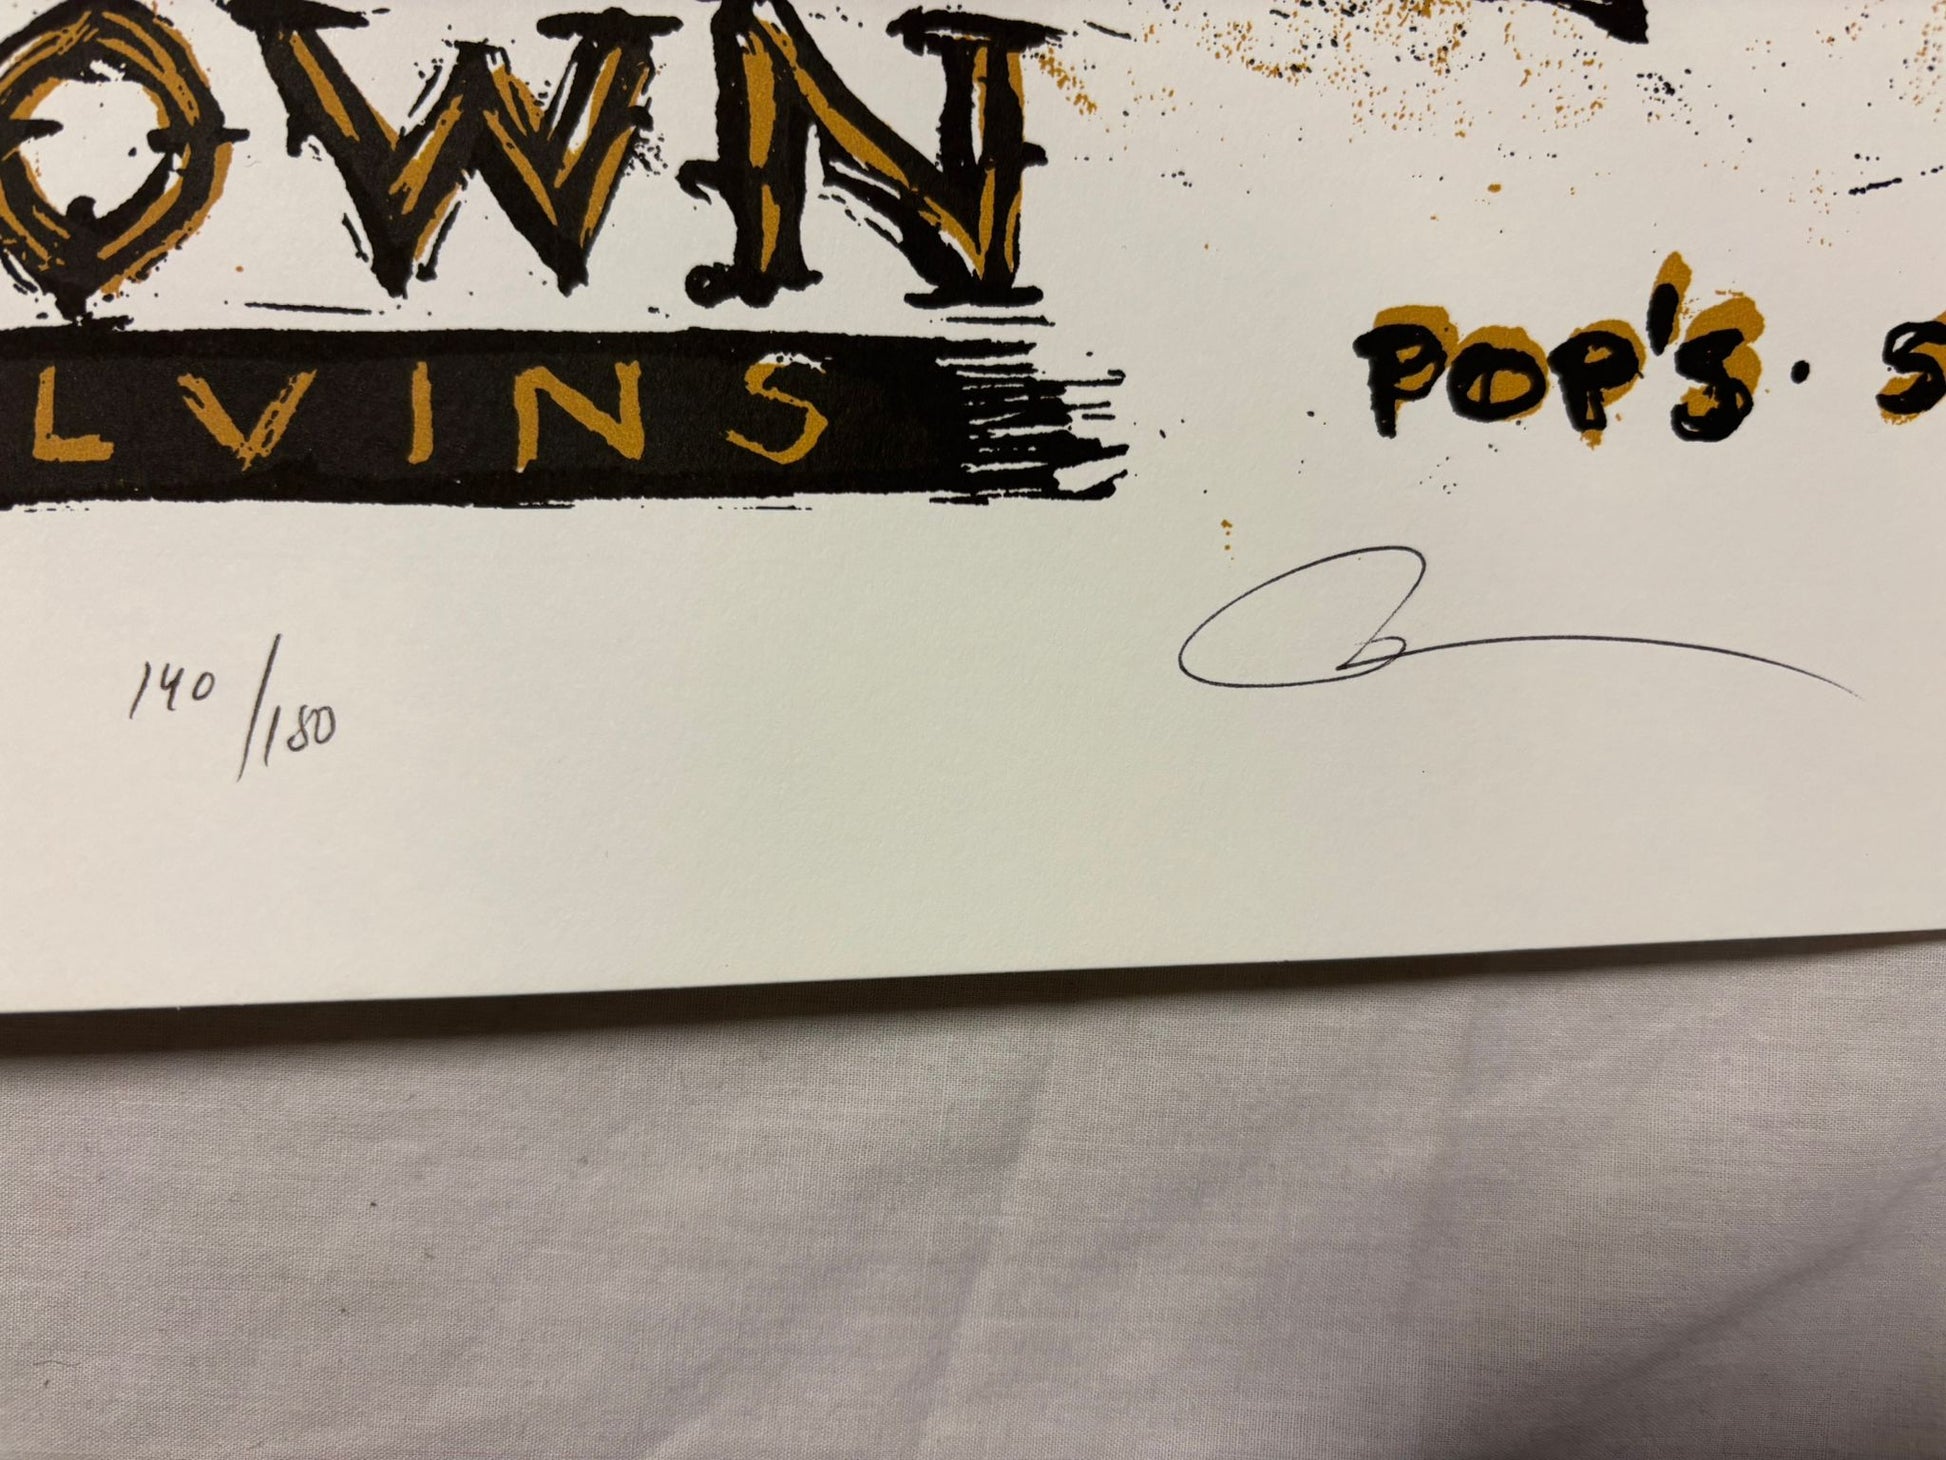 OWN
LVINS
POP'S · S
140/180